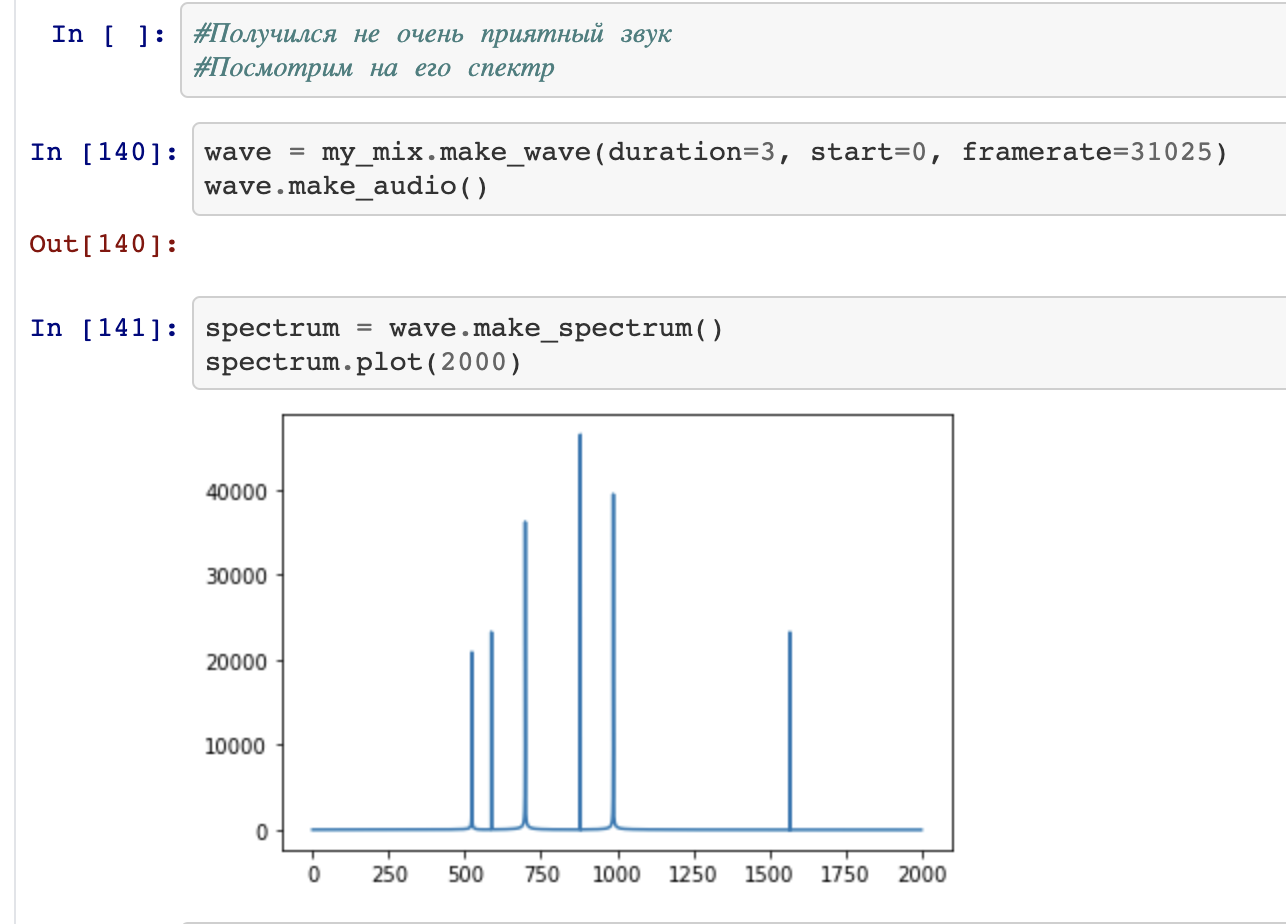 In [ ]: #Получился не очень приятный звук
#Посмотрим на его спектр
In [140]: wave = my_mix.make_wave(duration=3, start=0, framerate=31025)
wave.make_audio()
Out[140]:
In [141]: spectrum = wave.make_spectrum()
spectrum.plot(2000)
40000
30000
20000
10000
0
0 250 500 750 1000 1250 1500 1750 2000